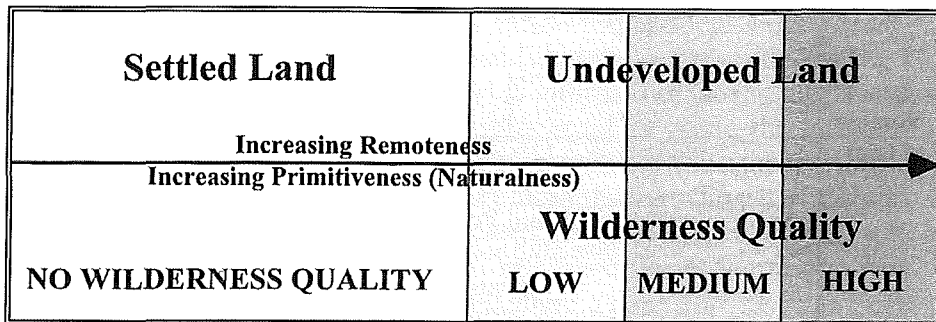 Settled Land
Undeveloped Land
Increasing Remoteness
Increasing Primitiveness (Naturalness)
Wilderness Quality
NO WILDERNESS QUALITY
LOW
MEDIUM
HIGH